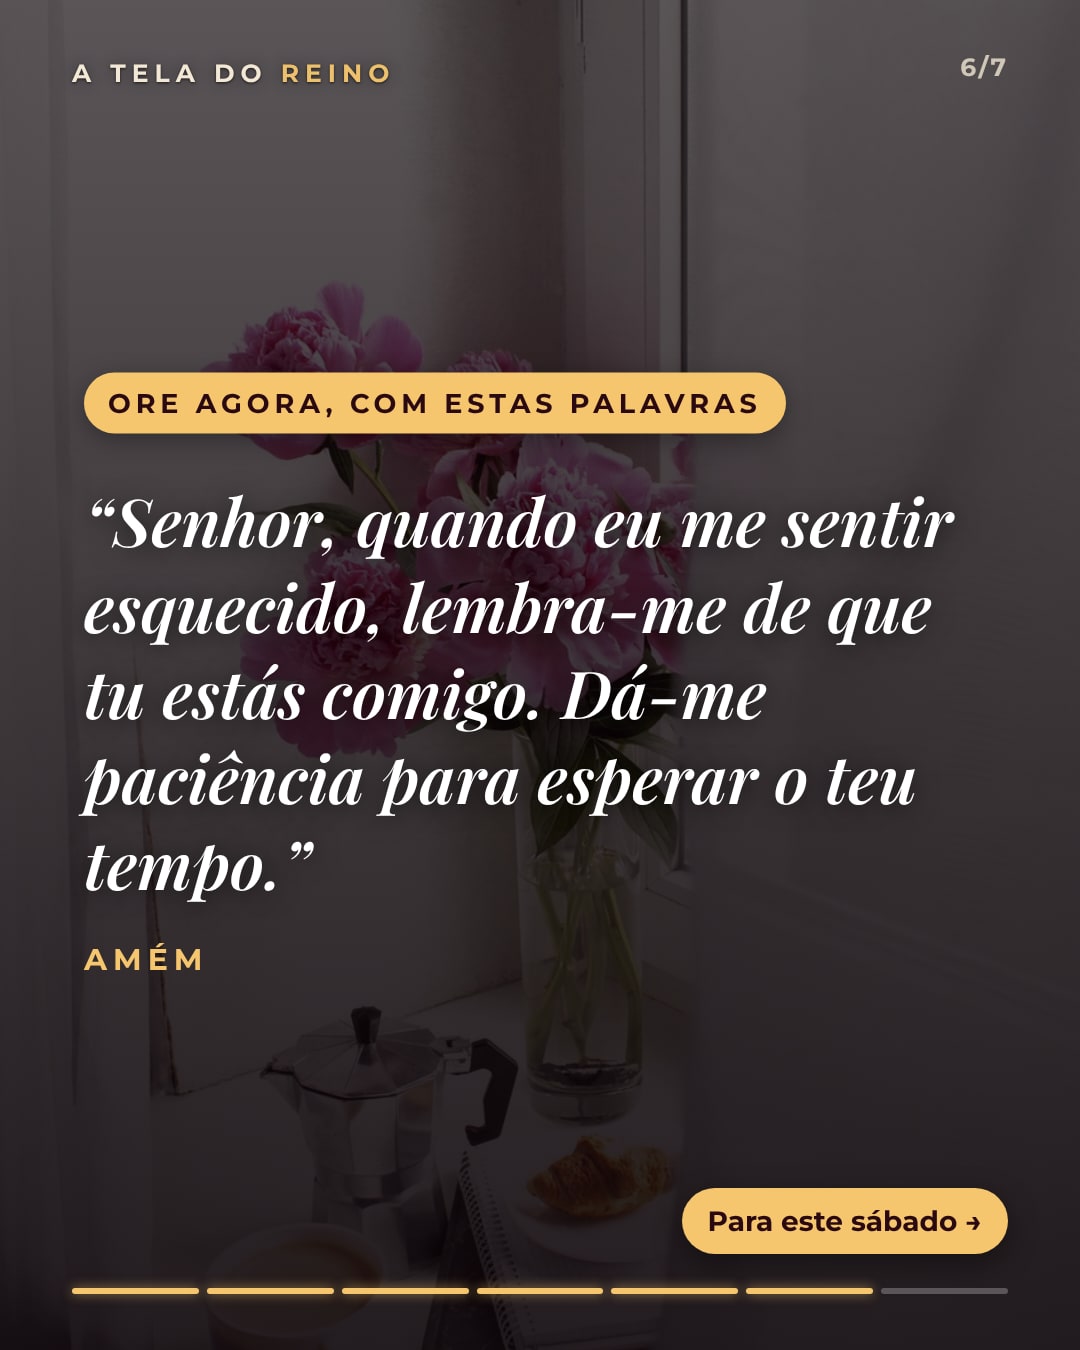 A TELA DO REINO
6/7
ORE AGORA, COM ESTAS PALAVRAS
“Senhor, quando eu me sentir
esquecido, lembra-me de que
tu estás comigo. Dá-me
paciência para esperar o teu
tempo.”
AMÉM
Para este sábado →